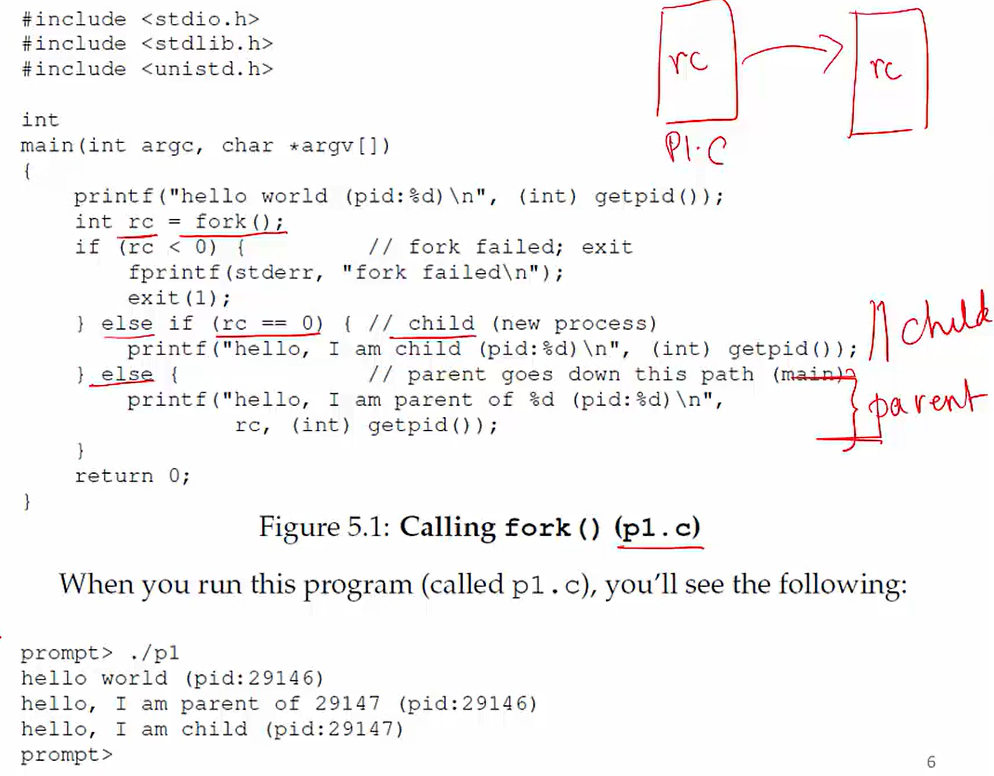 #include <stdio.h>
#include <stdlib.h>
#include <unistd.h>
rc
rc
P1.C
int
main(int argc, char *argv[])
{
    printf("hello world (pid:%d)\n", (int) getpid());
    int rc = fork();
    if (rc < 0) {         // fork failed; exit
        fprintf(stderr, "fork failed\n");
        exit(1);
    } else if (rc == 0) { // child (new process)
        printf("hello, I am child (pid:%d)\n", (int) getpid());
child
    } else {              // parent goes down this path (main)
        printf("hello, I am parent of %d (pid:%d)\n",
                rc, (int) getpid());
parent
    }
    return 0;
}
Figure 5.1: Calling fork() (p1.c)
When you run this program (called p1.c), you'll see the following:
prompt> ./p1
hello world (pid:29146)
hello, I am parent of 29147 (pid:29146)
hello, I am child (pid:29147)
prompt>
6